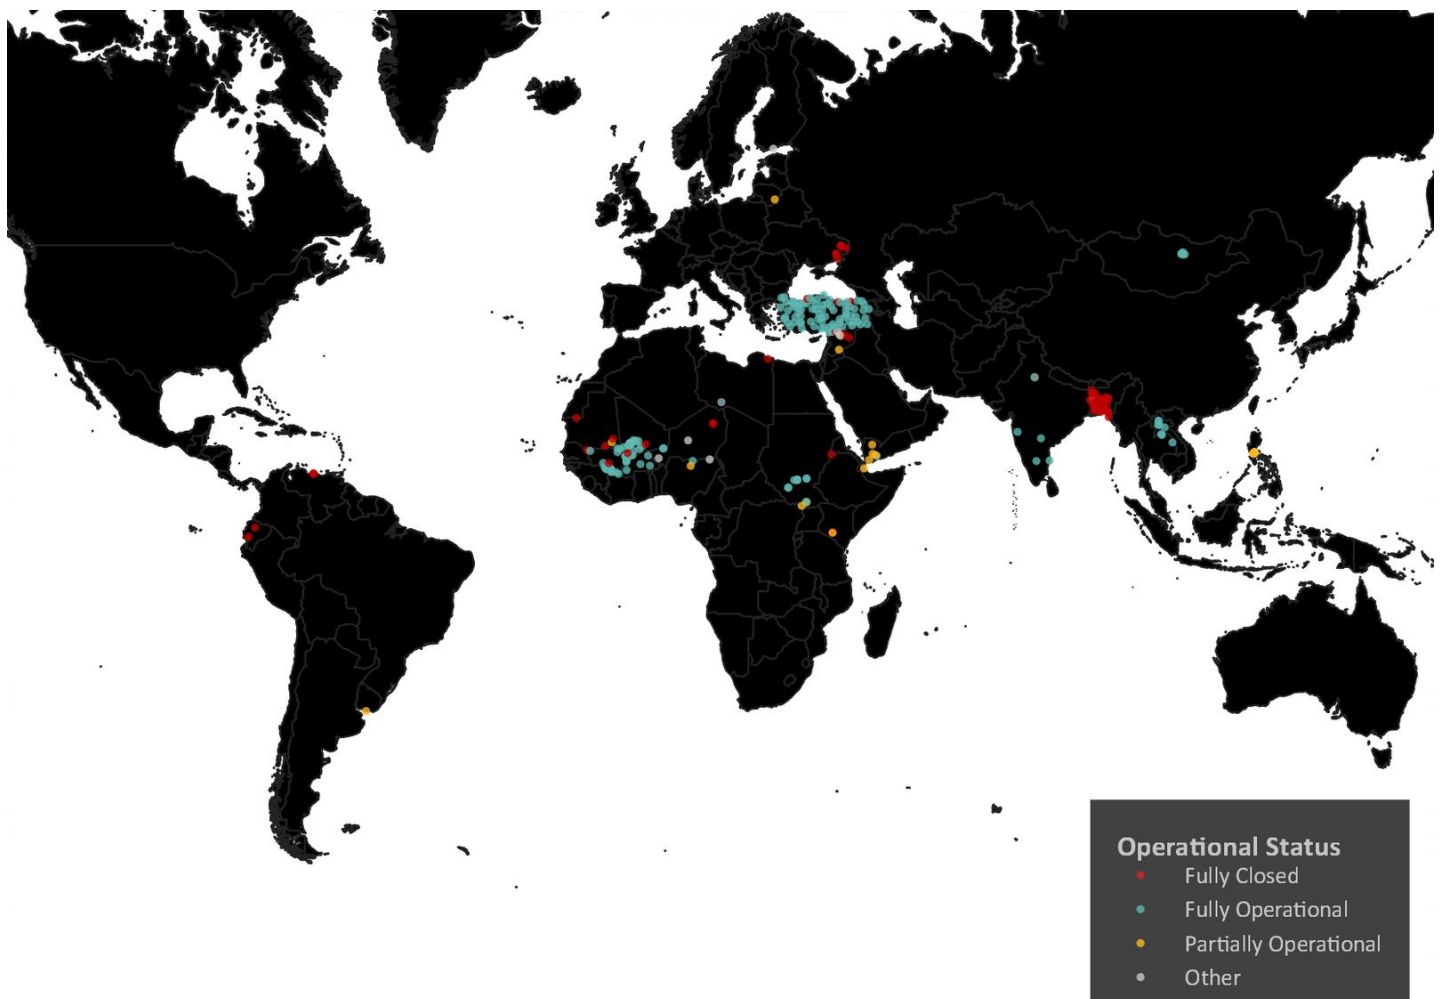 Operational Status
Fully Closed
Fully Operational
Partially Operational
Other